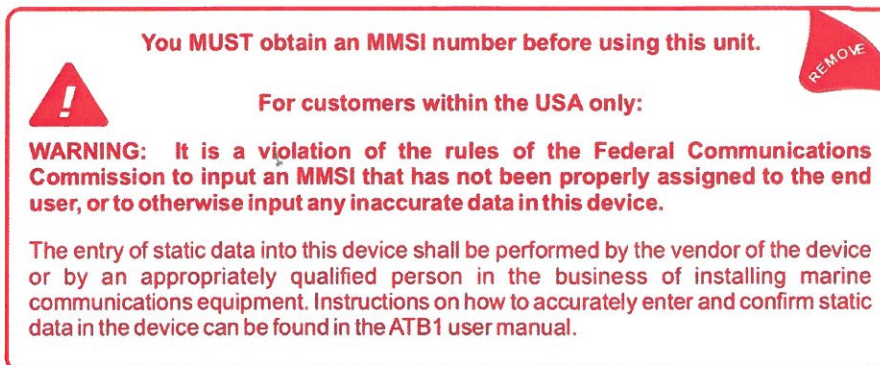 You MUST obtain an MMSI number before using this unit.
REMOVE
!
For customers within the USA only:
WARNING: It is a violation of the rules of the Federal Communications
Commission to input an MMSI that has not been properly assigned to the end
user, or to otherwise input any inaccurate data in this device.
The entry of static data into this device shall be performed by the vendor of the device
or by an appropriately qualified person in the business of installing marine
communications equipment. Instructions on how to accurately enter and confirm static
data in the device can be found in the ATB1 user manual.